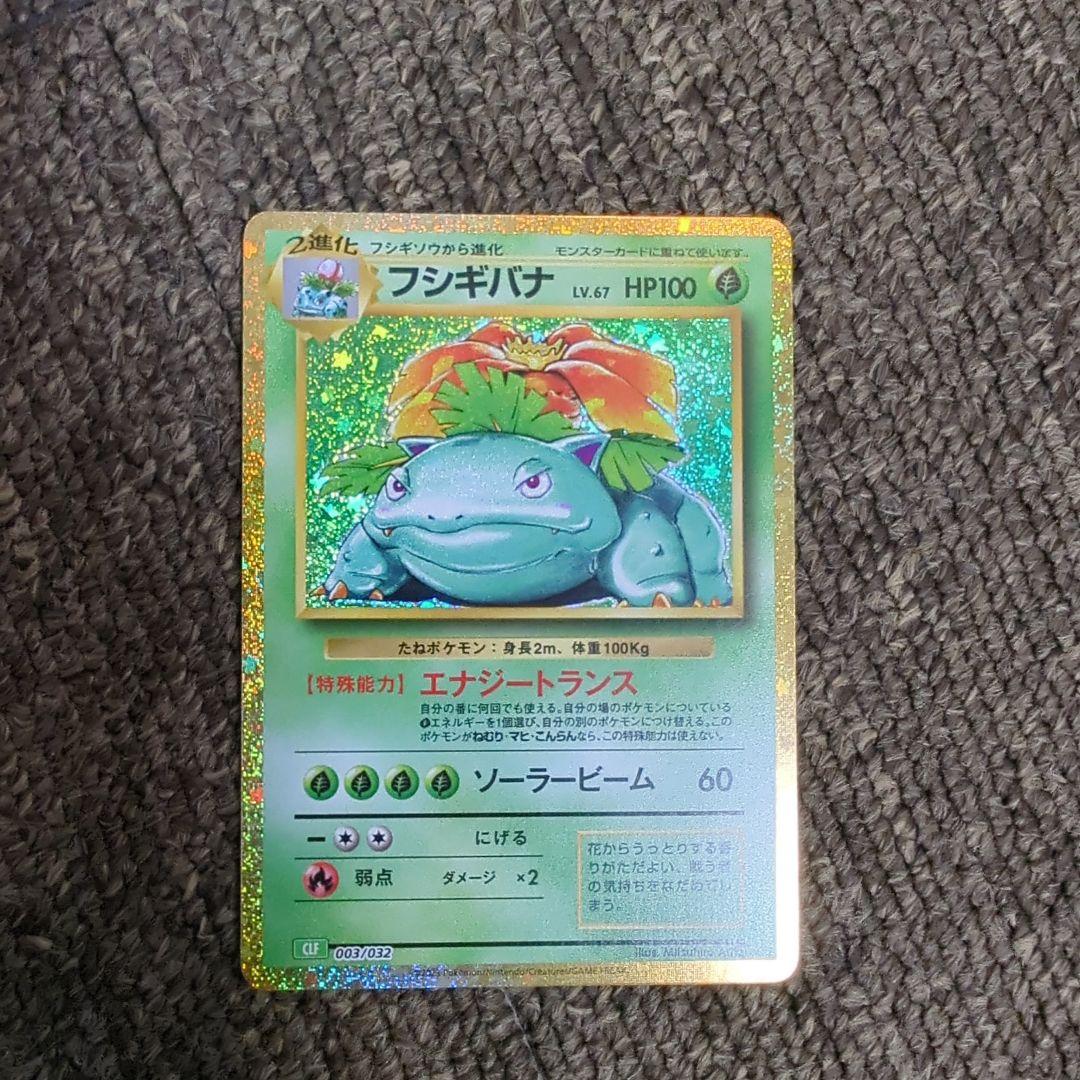 2進化 フシギソウから進化 モンスターカードに重ねて使います。
フシギバナ LV.67 HP100
たねポケモン：身長2m、体重100Kg
【特殊能力】 エナジートランス
自分の番に何回でも使える。自分の場のポケモンについている
エネルギーを1個選び、自分の別のポケモンにつけ替える。この
ポケモンがねむり・マヒ・こんらんなら、この特殊能力は使えない。
ソーラービーム 60
にげる
弱点 ダメージ ×2
花からうっとりする香
りがただよい、戦う者
の気持ちをなだめてし
まう。
Illus. Mitsuhiro Arita
CLF 003/032
©2023 Pokémon/Nintendo/Creatures/GAME FREAK.